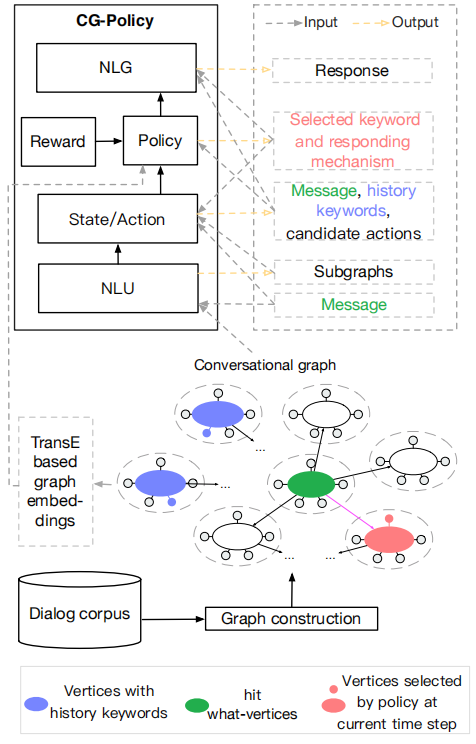 CG-Policy
Input
Output
NLG
Response
Reward
Policy
Selected keyword
and responding
mechanism
State/Action
Message, history
keywords,
candidate actions
NLU
Subgraphs
Message
Conversational graph
...
TransE
based
graph
embed-
dings
...
...
...
Dialog corpus
Graph construction
Vertices with
history keywords
hit
what-vertices
Vertices selected
by policy at
current time step